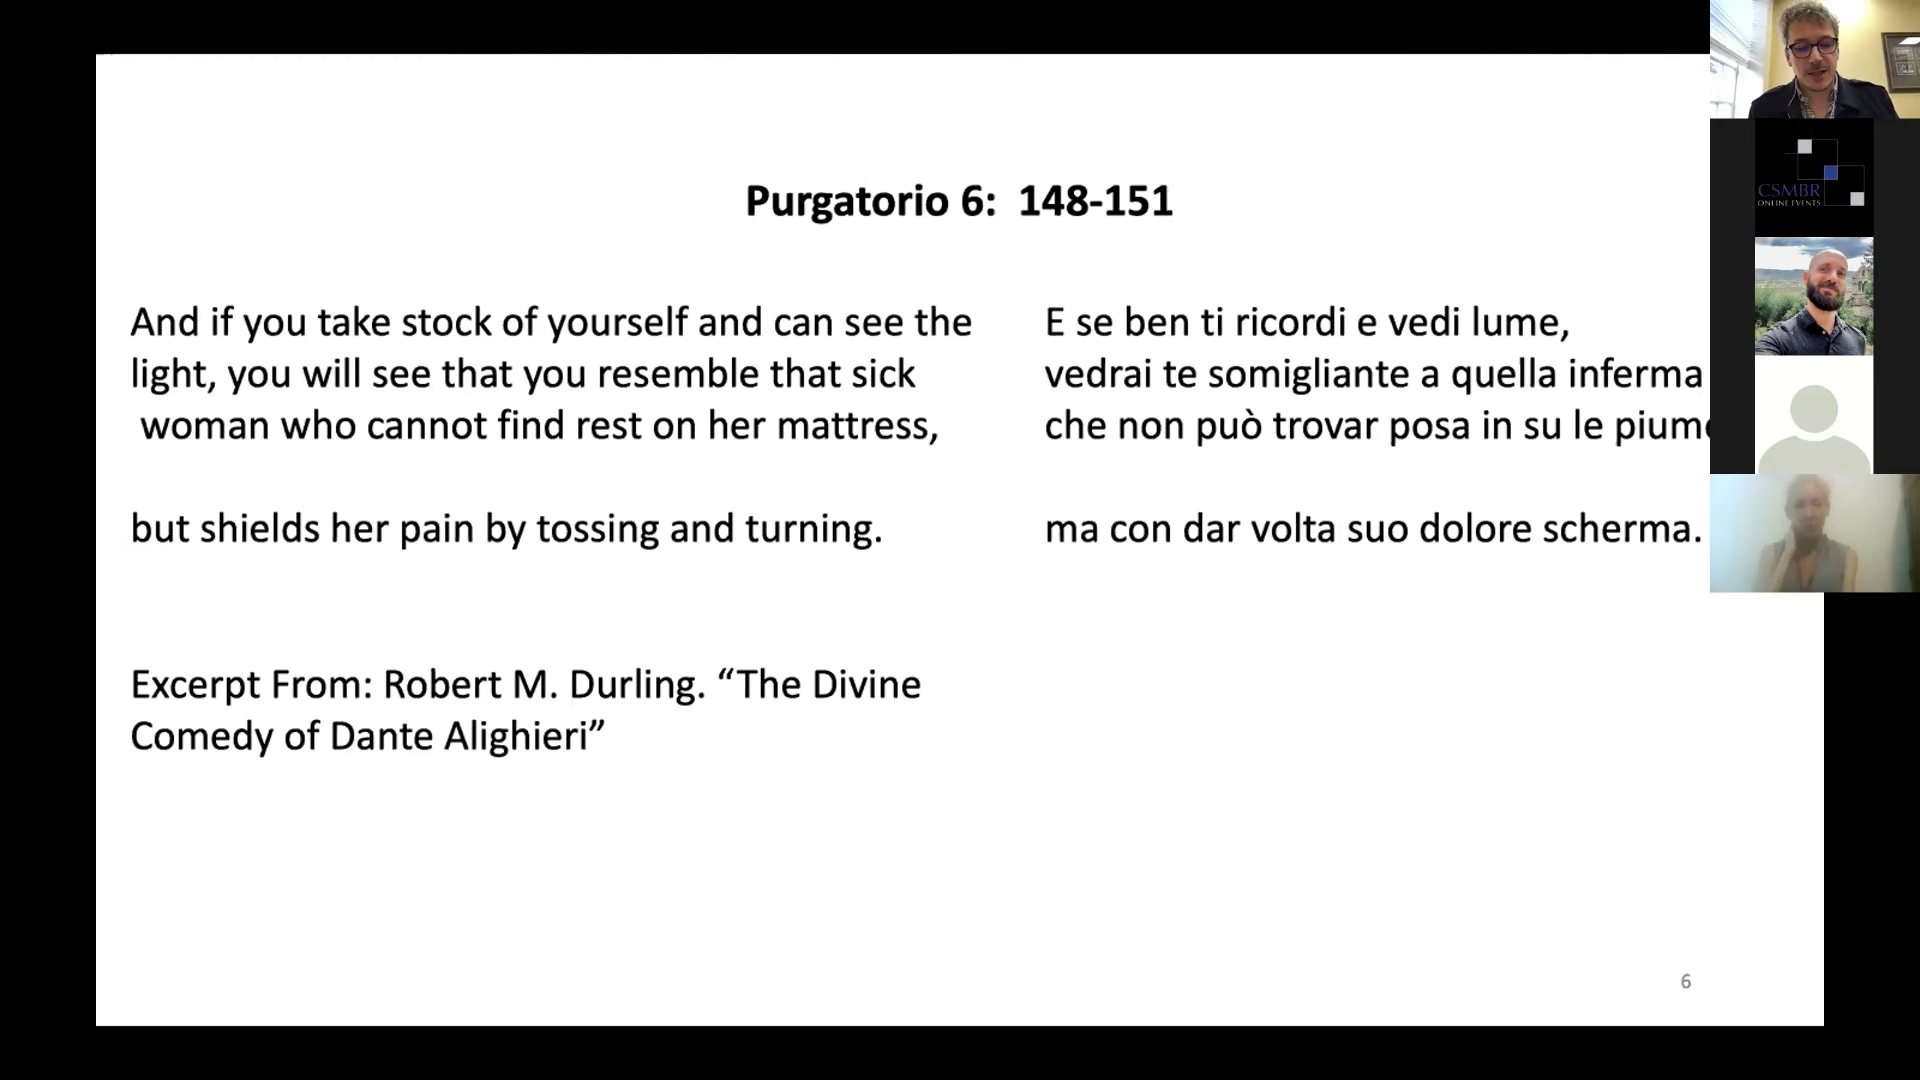 Purgatorio 6: 148-151
And if you take stock of yourself and can see the
light, you will see that you resemble that sick
woman who cannot find rest on her mattress,
but shields her pain by tossing and turning.
E se ben ti ricordi e vedi lume,
vedrai te somigliante a quella inferma
che non può trovar posa in su le
ma con dar volta suo dolore scherma.
Excerpt From: Robert M. Durling. “The Divine
Comedy of Dante Alighieri”
6
CSMBR
ONLINE EVENTS